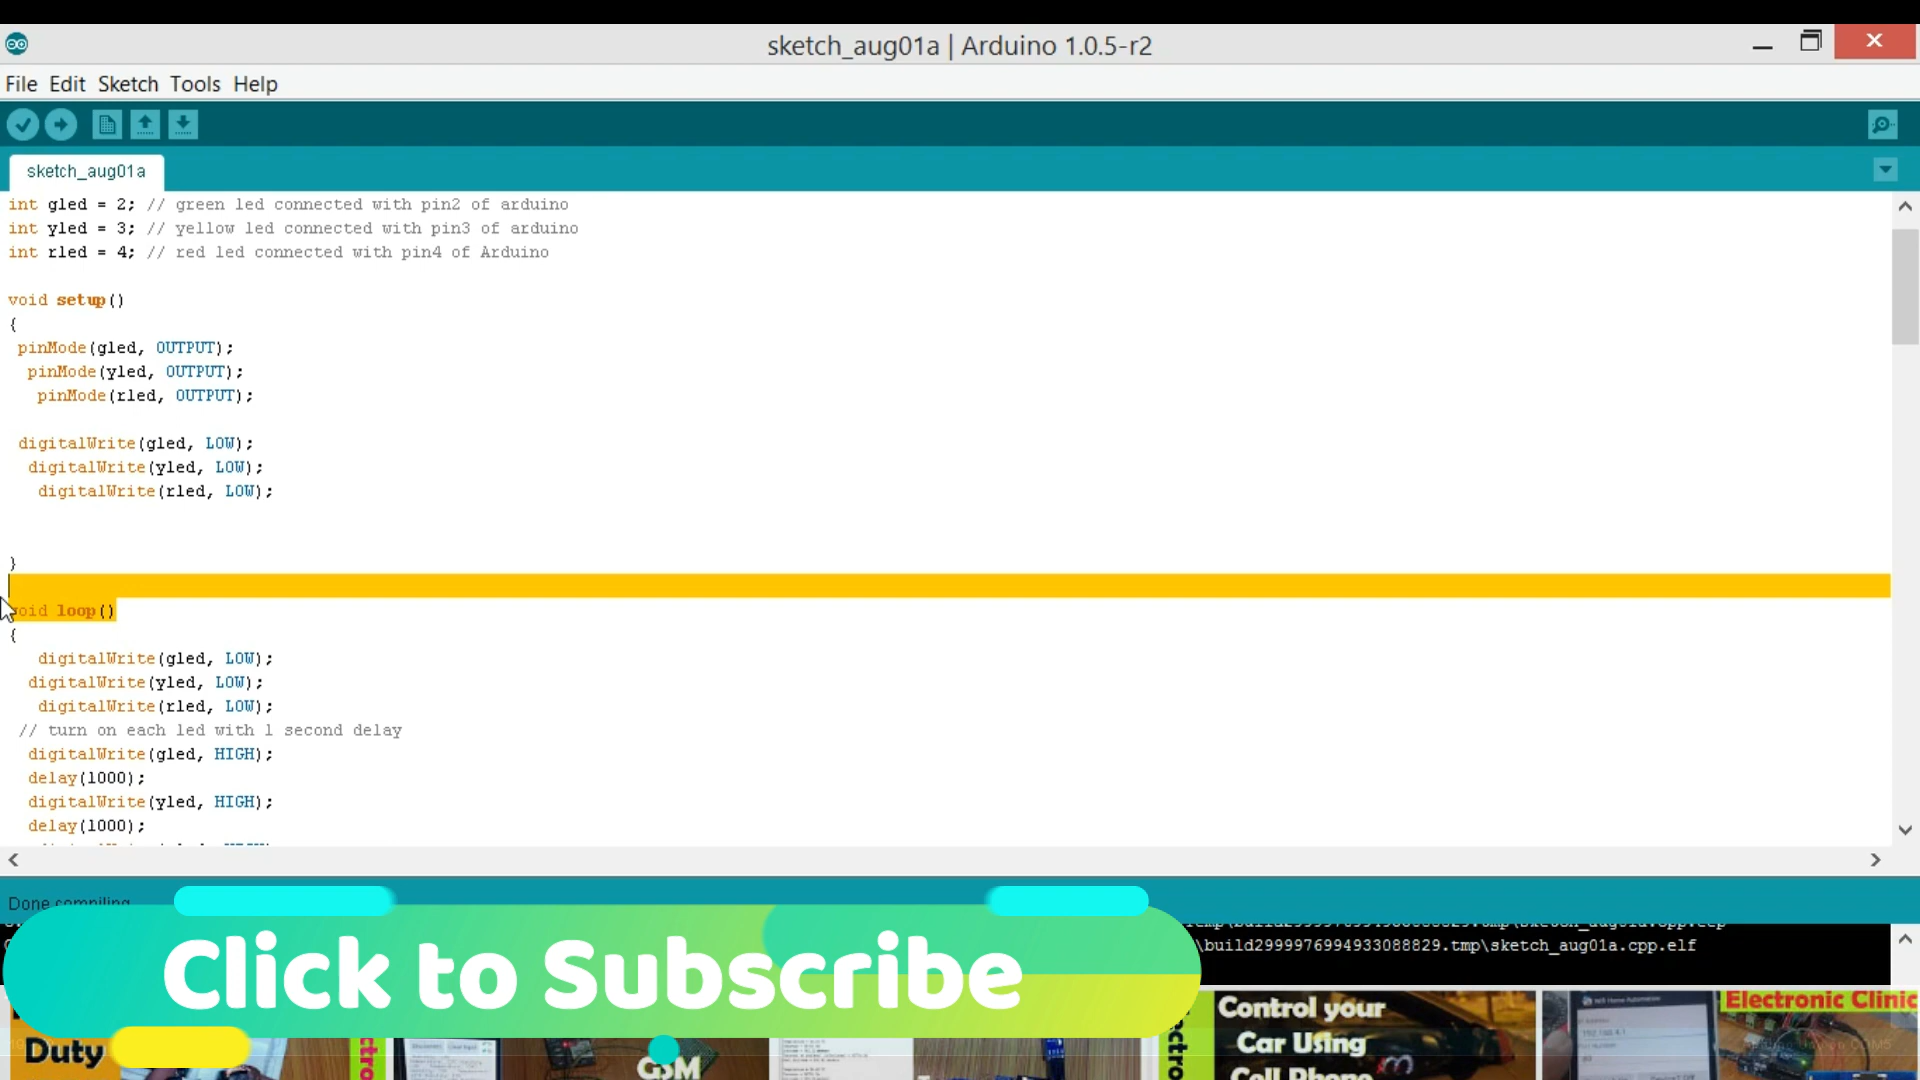 sketch_aug01a | Arduino 1.0.5-r2
File Edit Sketch Tools Help
sketch_aug01a
int gled = 2; // green led connected with pin2 of arduino
int yled = 3; // yellow led connected with pin3 of arduino
int rled = 4; // red led connected with pin4 of Arduino
void setup()
{
pinMode(gled, OUTPUT);
pinMode(yled, OUTPUT);
pinMode(rled, OUTPUT);
digitalWrite(gled, LOW);
digitalWrite(yled, LOW);
digitalWrite(rled, LOW);
}
void loop()
{
digitalWrite(gled, LOW);
digitalWrite(yled, LOW);
digitalWrite(rled, LOW);
// turn on each led with 1 second delay
digitalWrite(gled, HIGH);
delay(1000);
digitalWrite(yled, HIGH);
delay(1000);
Done compiling
\build2999976994933088829.tmp\sketch_aug01a.cpp.elf
Click to Subscribe
Duty
GSM
Control your
Car Using
Cell Phone
Electronic Clinic